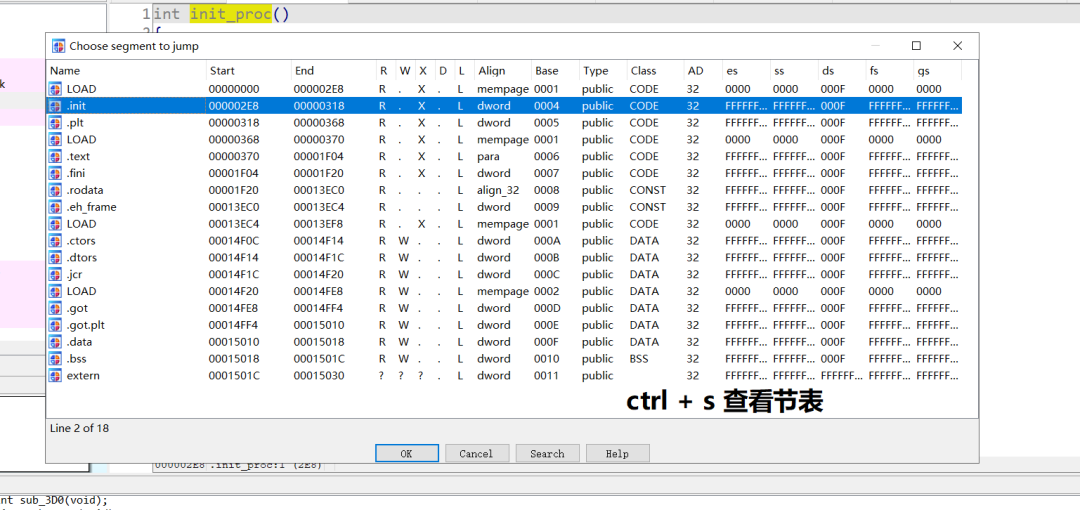 1 int init_proc()
2 {
k
Choose segment to jump
Name Start End R W X D L Align Base Type Class AD es ss ds fs gs
LOAD 00000000 000002E8 R . X . L mempage 0001 public CODE 32 0000 0000 000F 0000 0000
.init 000002E8 00000318 R . X . L dword 0004 public CODE 32 FFFFFF... FFFFFF... 000F FFFFFF... FFFFFF...
.plt 00000318 00000368 R . X . L dword 0005 public CODE 32 FFFFFF... FFFFFF... 000F FFFFFF... FFFFFF...
LOAD 00000368 00000370 R . X . L mempage 0001 public CODE 32 0000 0000 000F 0000 0000
.text 00000370 00001F04 R . X . L para 0006 public CODE 32 FFFFFF... FFFFFF... 000F FFFFFF... FFFFFF...
.fini 00001F04 00001F20 R . X . L dword 0007 public CODE 32 FFFFFF... FFFFFF... 000F FFFFFF... FFFFFF...
.rodata 00001F20 00013EC0 R . . . L align_32 0008 public CONST 32 FFFFFF... FFFFFF... 000F FFFFFF... FFFFFF...
.eh_frame 00013EC0 00013EC4 R . . . L dword 0009 public CONST 32 FFFFFF... FFFFFF... 000F FFFFFF... FFFFFF...
LOAD 00013EC4 00013EF8 R . X . L mempage 0001 public CODE 32 0000 0000 000F 0000 0000
.ctors 00014F0C 00014F14 R W . . L dword 000A public DATA 32 FFFFFF... FFFFFF... 000F FFFFFF... FFFFFF...
.dtors 00014F14 00014F1C R W . . L dword 000B public DATA 32 FFFFFF... FFFFFF... 000F FFFFFF... FFFFFF...
.jcr 00014F1C 00014F20 R W . . L dword 000C public DATA 32 FFFFFF... FFFFFF... 000F FFFFFF... FFFFFF...
LOAD 00014F20 00014FE8 R W . . L mempage 0002 public DATA 32 0000 0000 000F 0000 0000
.got 00014FE8 00014FF4 R W . . L dword 000D public DATA 32 FFFFFF... FFFFFF... 000F FFFFFF... FFFFFF...
.got.plt 00014FF4 00015010 R W . . L dword 000E public DATA 32 FFFFFF... FFFFFF... 000F FFFFFF... FFFFFF...
.data 00015010 00015018 R W . . L dword 000F public DATA 32 FFFFFF... FFFFFF... 000F FFFFFF... FFFFFF...
.bss 00015018 0001501C R W . . L dword 0010 public BSS 32 FFFFFF... FFFFFF... 000F FFFFFF... FFFFFF...
extern 0001501C 00015030 ? ? ? . L dword 0011 public 32 FFFFFF... FFFFFF... FFFFFF... FFFFFF... FFFFFF...
ctrl + s 查看节表
Line 2 of 18
OK Cancel Search Help
000002E8 .init_proc:1 (2E8)
nt sub_3D0(void);